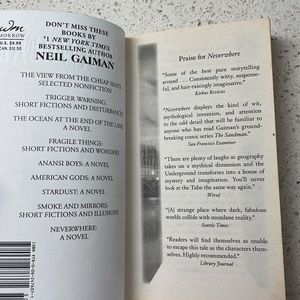 wm
MORROW
U.S. $9.99
DON'T MISS THESE
BOOKS BY
#1 NEW YORK TIMES
BESTSELLING AUTHOR
NEIL GAIMAN
THE VIEW FROM THE CHEAP SEATS
SELECTED NONFICTION
TRIGGER WARNING:
SHORT FICTIONS AND DISTURBANCES
THE OCEAN AT THE END OF THE LANE
A NOVEL
FRAGILE THINGS:
SHORT FICTIONS AND WONDERS
ANANSI BOYS: A NOVEL
AMERICAN GODS: A NOVEL
STARDUST: A NOVEL
SMOKE AND MIRRORS:
SHORT FICTIONS AND ILLUSIONS
NEVERWHERE:
A NOVEL
Praise for Neverwhere
"Some of the best pure storytelling
around... Consistently witty, suspense-
ful, and hair-raisingly imaginative."
Kirkus Reviews
"Neverwhere displays the kind of wit,
mythological invention, and attention
to the odd detail that will be familiar to
anyone who has read Gaiman's ground-
breaking comic series The Sandman."
San Francisco Examiner
"There are plenty of laughs as geography
takes on a mythical dimension and the
Underground transforms into a house of
mystery and imagination. You'll never
look at the Tube the same way again."
Wired
"[A] strange place where dark, fabulous
worlds collide with mundane reality."
Seattle Times
"Readers will find themselves as unable
to escape this tale as the characters
themselves. Highly recommended."
Library Journal